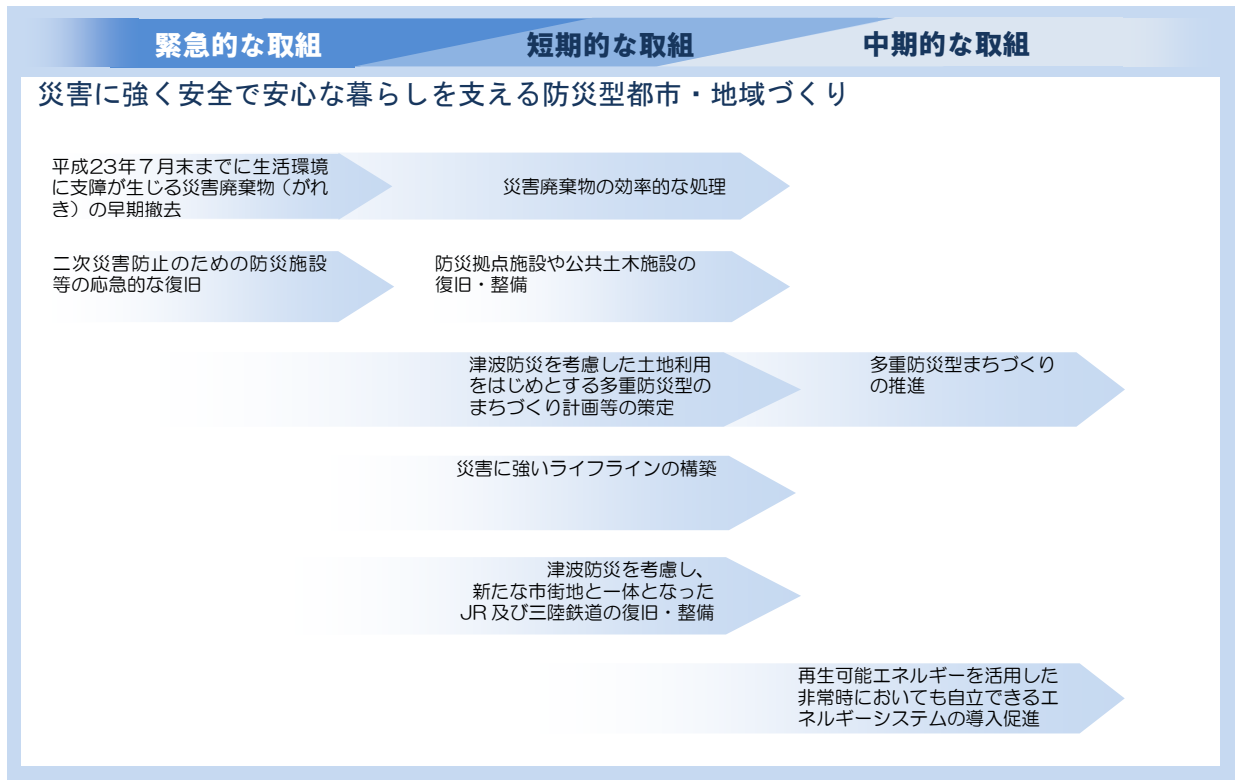 緊急的な取組 短期的な取組 中期的な取組
災害に強く安全で安心な暮らしを支える防災型都市・地域づくり
平成23年７月末までに生活環境
に支障が生じる災害廃棄物（がれ
き）の早期撤去
災害廃棄物の効率的な処理
二次災害防止のための防災施設
等の応急的な復旧
防災拠点施設や公共土木施設の
復旧・整備
津波防災を考慮した土地利用
をはじめとする多重防災型の
まちづくり計画等の策定
多重防災型まちづくり
の推進
災害に強いライフラインの構築
津波防災を考慮し、
新たな市街地と一体となった
JR 及び三陸鉄道の復旧・整備
再生可能エネルギーを活用した
非常時においても自立できるエ
ネルギーシステムの導入促進